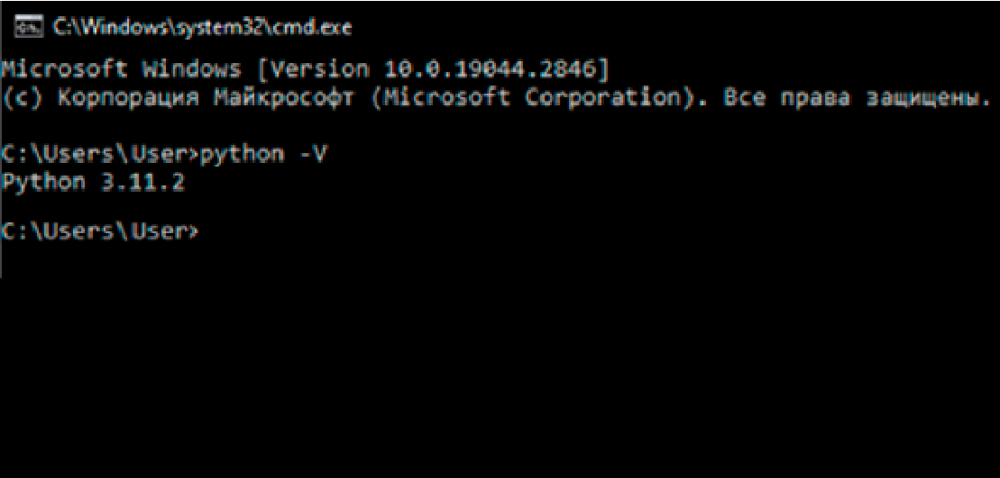 C:\Windows\system32\cmd.exe
Microsoft Windows [Version 10.0.19044.2846]
(c) Корпорация Майкрософт (Microsoft Corporation). Все права защищены.
C:\Users\User>python -V
Python 3.11.2
C:\Users\User>